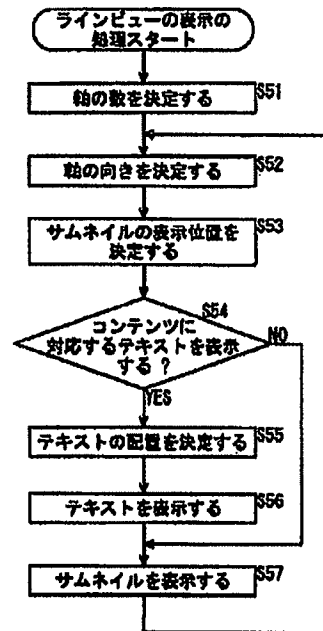 ラインビューの表示の
処理スタート
軸の数を決定する
S51
軸の向きを決定する
S52
サムネイルの表示位置を
決定する
S53
S54
コンテンツに
対応するテキストを表示
する ?
NO
YES
テキストの配置を決定する
S55
テキストを表示する
S56
サムネイルを表示する
S57